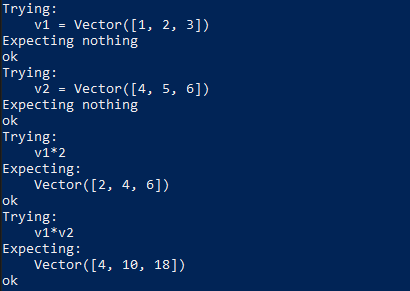 Trying:
    v1 = Vector([1, 2, 3])
Expecting nothing
ok
Trying:
    v2 = Vector([4, 5, 6])
Expecting nothing
ok
Trying:
    v1*2
Expecting:
    Vector([2, 4, 6])
ok
Trying:
    v1*v2
Expecting:
    Vector([4, 10, 18])
ok